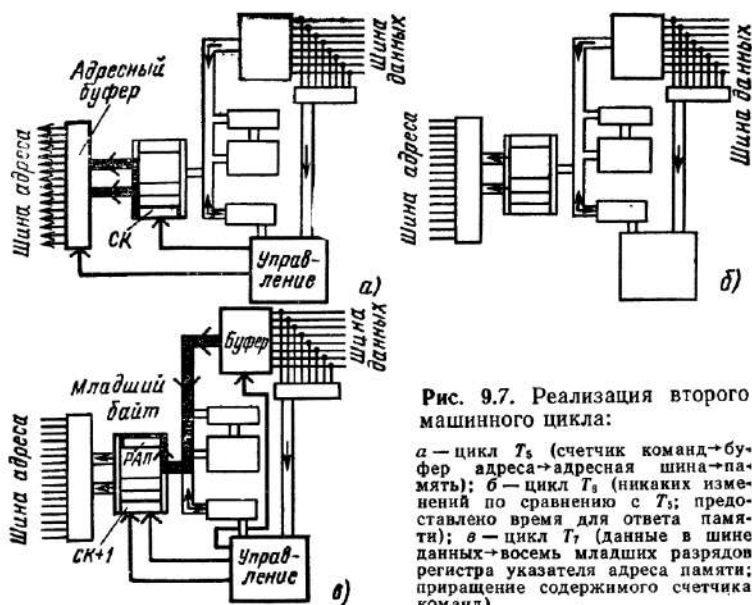 Шина
данных
Адресный
буфер
Шина адреса
СК
Управ-
ление
а)
Шина
данных
Шина адреса
б)
Шина
данных
Буфер
Младший
байт
Шина адреса
РАП
СК+1
Управ-
ление
в)
Рис. 9.7. Реализация второго
машинного цикла:
а — цикл T₅ (счетчик команд→бу-
фер адреса→адресная шина→па-
мять); б — цикл T₆ (никаких изме-
нений по сравнению с T₅; предо-
ставлено время для ответа памя-
ти); в — цикл T₇ (данные в шине
данных→восемь младших разрядов
регистра указателя адреса памяти;
приращение содержимого счетчика
команд)